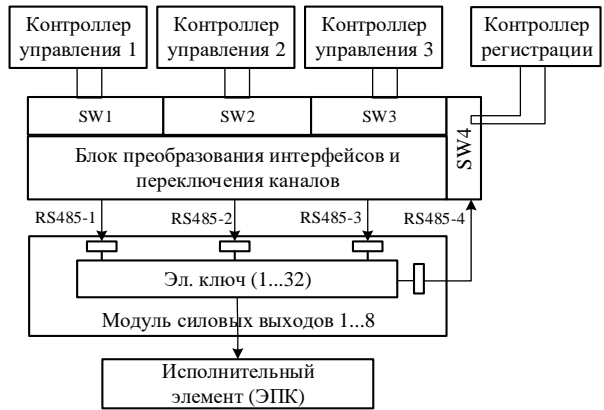 Контроллер
управления 1
Контроллер
управления 2
Контроллер
управления 3
Контроллер
регистрации
SW1
SW2
SW3
SW4
Блок преобразования интерфейсов и
переключения каналов
RS485-1
RS485-2
RS485-3
RS485-4
Эл. ключ (1...32)
Модуль силовых выходов 1...8
Исполнительный
элемент (ЭПК)